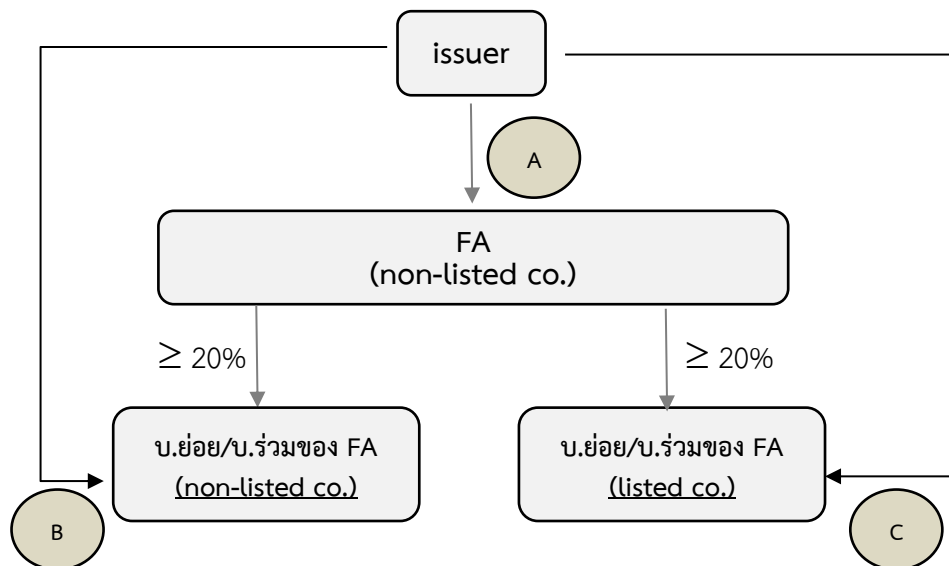 issuer
A
FA
(non-listed co.)
≥ 20%
≥ 20%
บ.ย่อย/บ.ร่วมของ FA
(non-listed co.)
บ.ย่อย/บ.ร่วมของ FA
(listed co.)
B
C